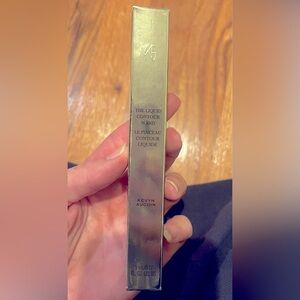 THE LIQUID
CONTOUR
WAND
LE PINCEAU
CONTOUR
LIQUIDE
KEVYN
AUCOIN